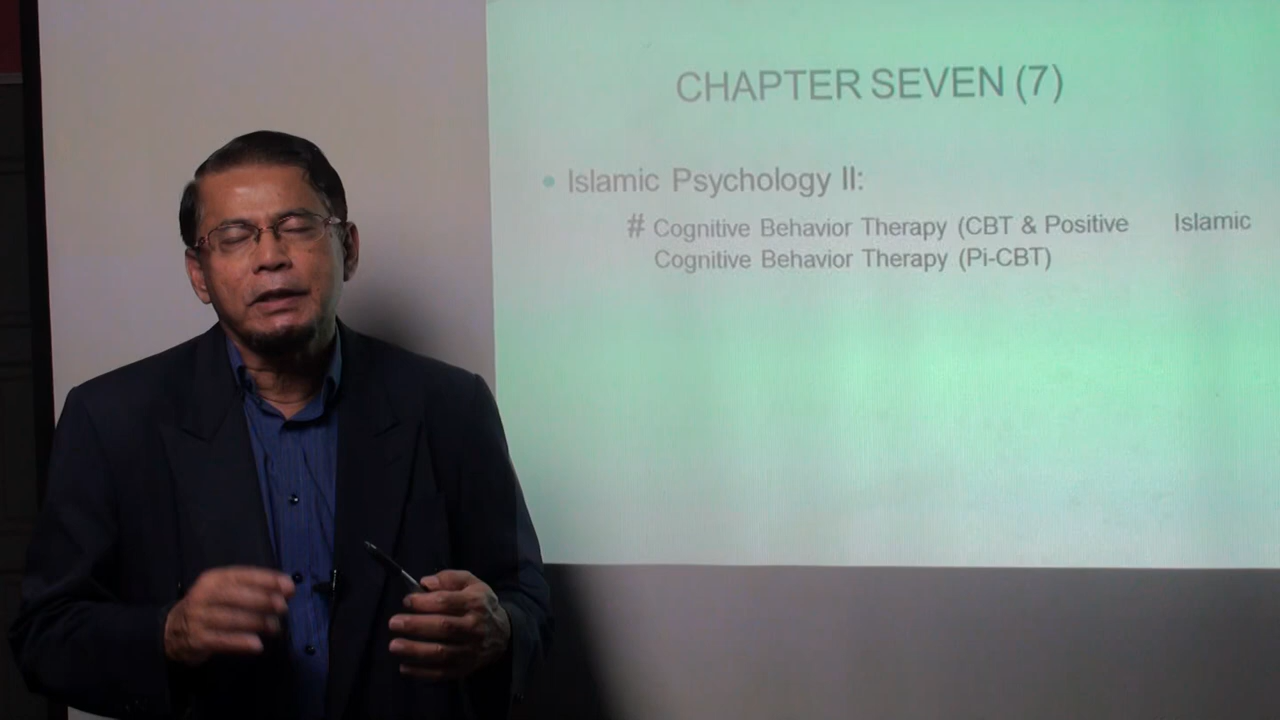 CHAPTER SEVEN (7)
• Islamic Psychology II:
# Cognitive Behavior Therapy (CBT & Positive Islamic
Cognitive Behavior Therapy (Pi-CBT)